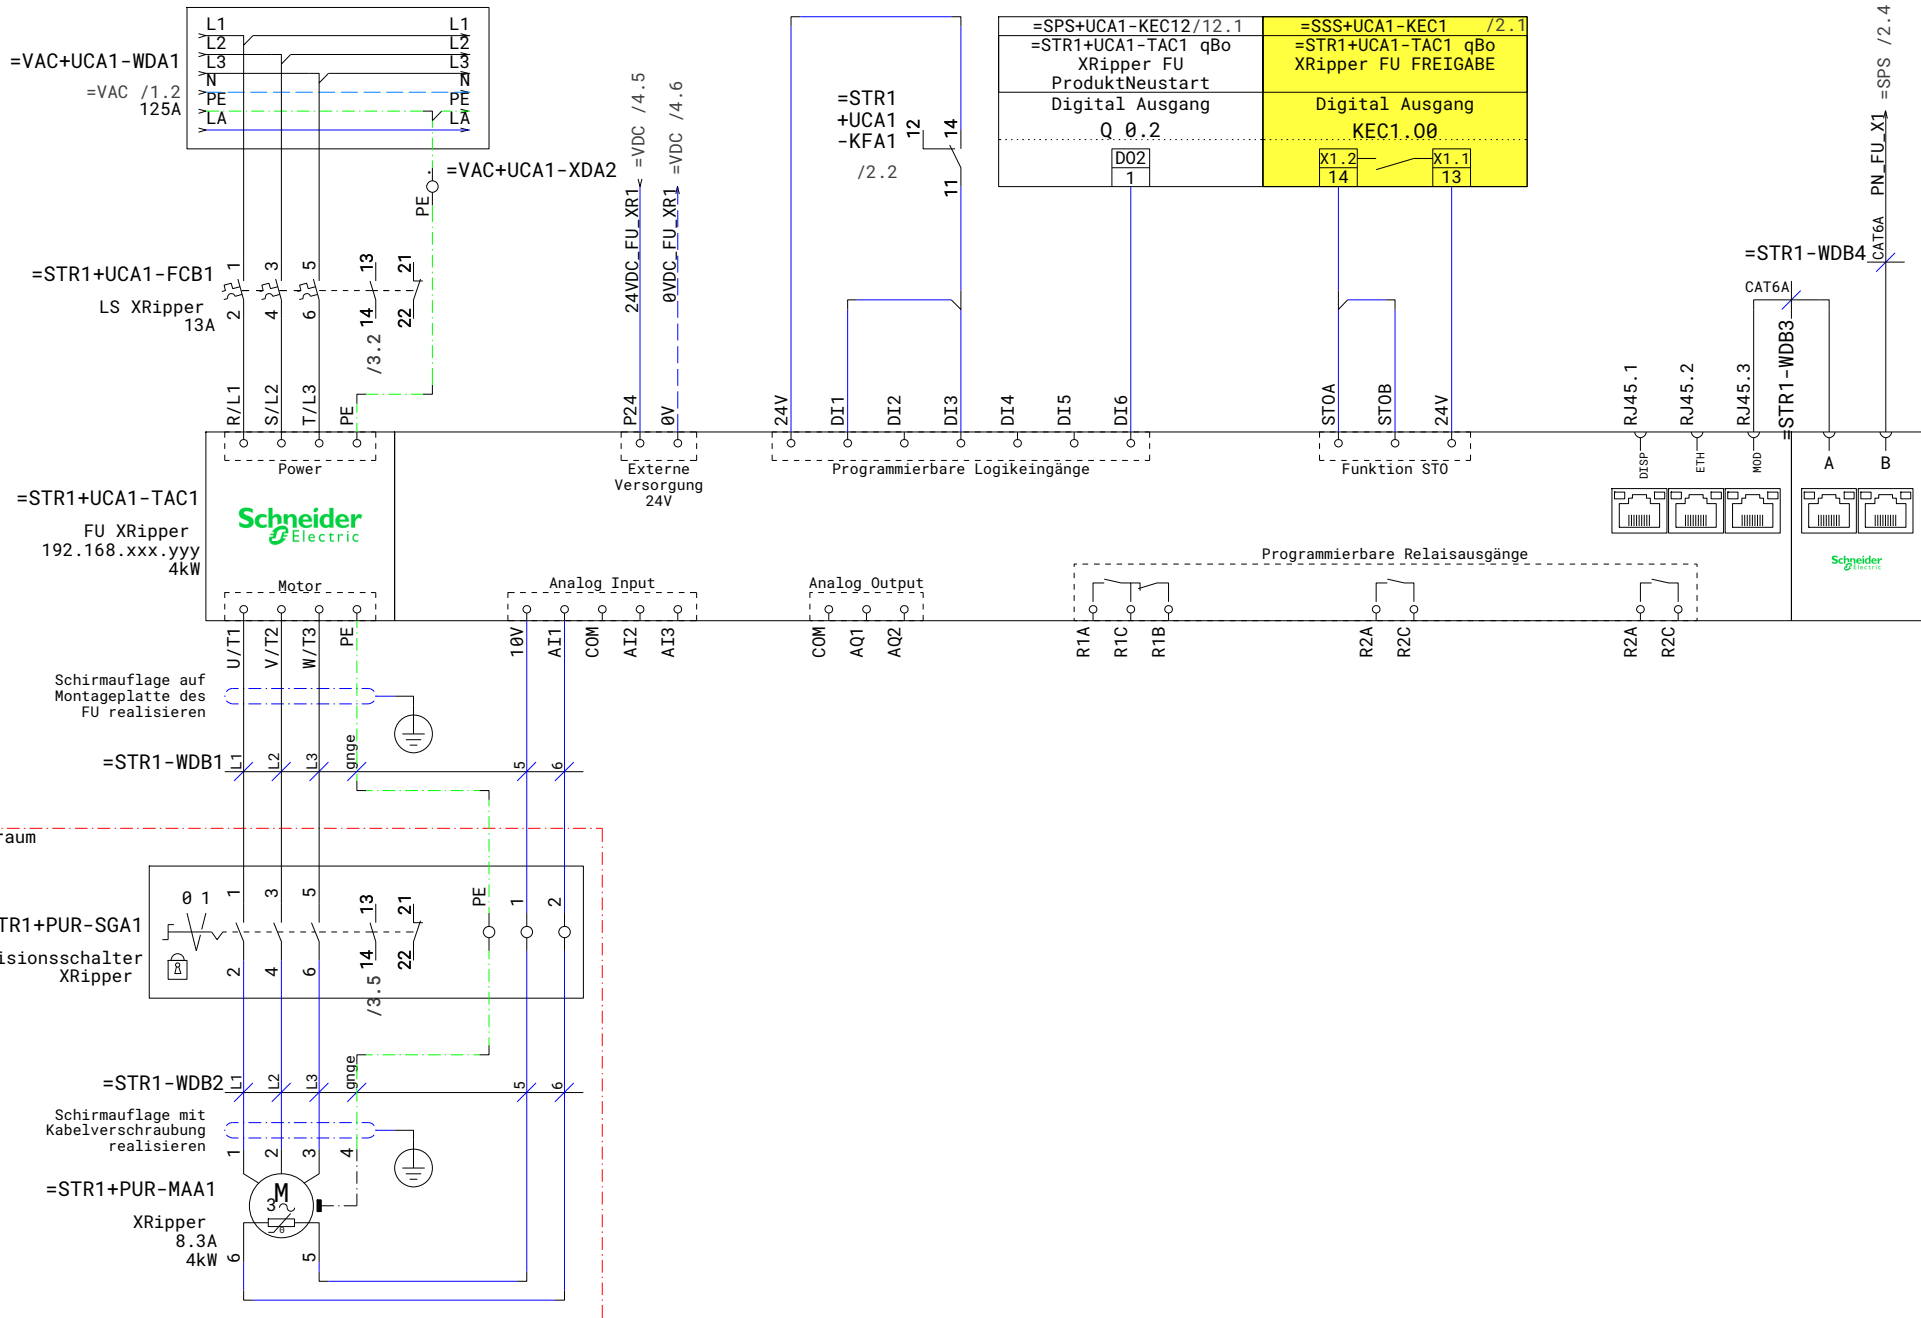 L1 L1
L2 L2
L3 L3
N N
PE PE
LA LA
=VAC+UCA1-WDA1
=VAC /1.2
125A
=VAC+UCA1-XDA2
PE
=STR1+UCA1-FCB1
LS XRipper
13A
1 3 5 13 21
2 4 6 14 22
/3.2
=VDC /4.5
=VDC /4.6
24VDC_FU_XR1
0VDC_FU_XR1
=STR1
+UCA1
-KFA1
/2.2
12 14
11
=SPS+UCA1-KEC12/12.1
=STR1+UCA1-TAC1 qBo
XRipper FU
ProduktNeustart
Digital Ausgang
Q 0.2
DO2
1
=SSS+UCA1-KEC1 /2.1
=STR1+UCA1-TAC1 qBo
XRipper FU FREIGABE
Digital Ausgang
KEC1.O0
X1.2 X1.1
14 13
=SPS /2.4
PN_FU_X1
CAT6A
=STR1-WDB4
CAT6A
=STR1-WDB3
R/L1 S/L2 T/L3 PE
P24 0V
24V DI1 DI2 DI3 DI4 DI5 DI6
STOA STOB 24V
RJ45.1 RJ45.2 RJ45.3
DISP ETH MOD A B
Power
Externe
Versorgung
24V
Programmierbare Logikeingänge
Funktion STO
=STR1+UCA1-TAC1
FU XRipper
192.168.xxx.yyy
4kW
Schneider
Electric
Schneider
Electric
Motor
Analog Input
Analog Output
Programmierbare Relaisausgänge
U/T1 V/T2 W/T3 PE
10V AI1 COM AI2 AI3
COM AQ1 AQ2
R1A R1C R1B
R2A R2C
R2A R2C
Schirmauflage auf
Montageplatte des
FU realisieren
=STR1-WDB1
L1 L2 L3 gnge 5 6
raum
0 1
1 3 5 13 21 PE 1 2
TR1+PUR-SGA1
isionsschalter
XRipper
2 4 6 14 22
/3.5
=STR1-WDB2
L1 L2 L3 gnge 5 6
Schirmauflage mit
Kabelverschraubung
realisieren
1 2 3 4
=STR1+PUR-MAA1
M
3
XRipper
8.3A
4kW
6 5